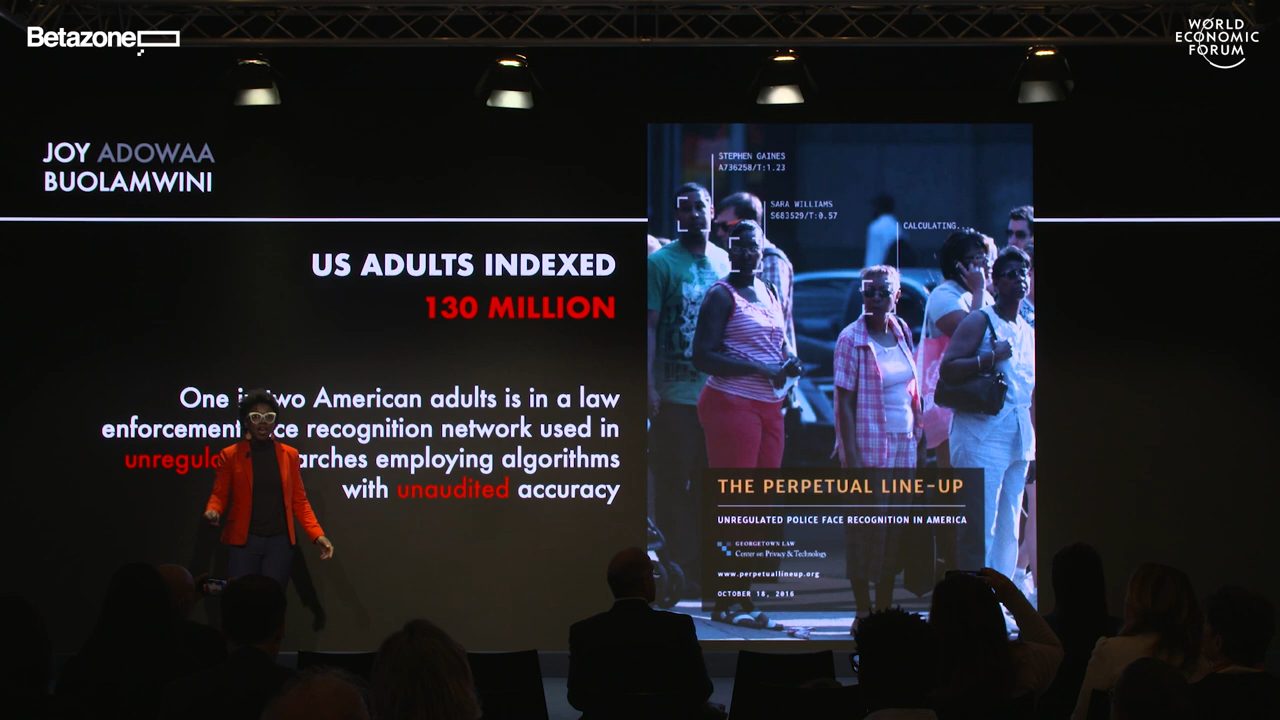 Betazone
WORLD
ECONOMIC
FORUM
JOY ADOWAA
BUOLAMWINI
US ADULTS INDEXED
130 MILLION
One in two American adults is in a law
enforcement face recognition network used in
unregulated searches employing algorithms
with unaudited accuracy
STEPHEN GAINES
A736258/T:1.23
SARA WILLIAMS
S683529/T:0.57
CALCULATING..
THE PERPETUAL LINE-UP
UNREGULATED POLICE FACE RECOGNITION IN AMERICA
GEORGETOWN LAW
Center on Privacy & Technology
www.perpetuallineup.org
OCTOBER 18, 2016